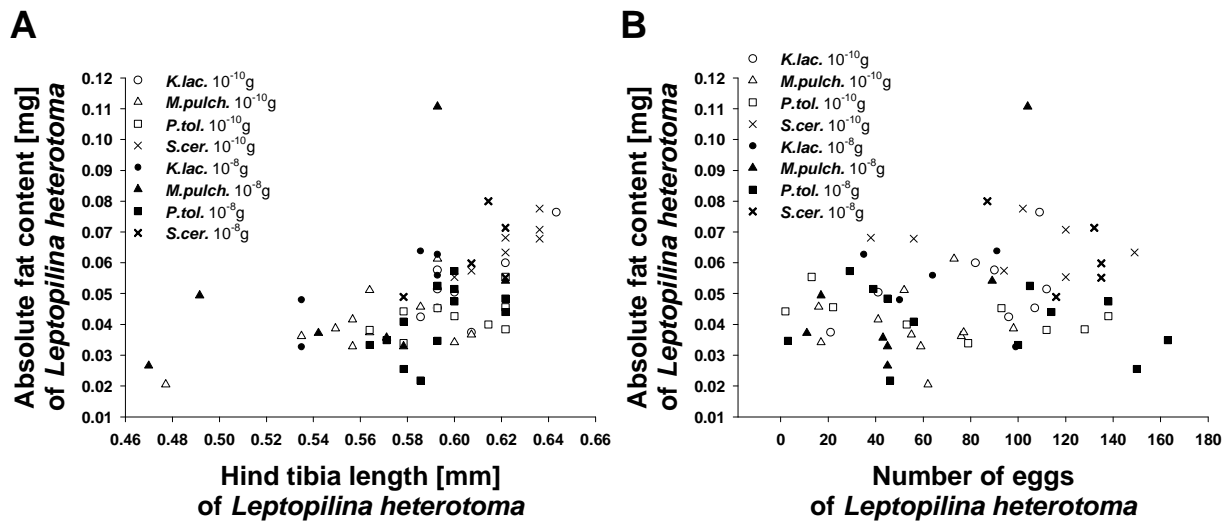 A
Absolute fat content [mg]
of Leptopilina heterotoma
0.12
0.11
0.10
0.09
0.08
0.07
0.06
0.05
0.04
0.03
0.02
0.01
K.lac. 10⁻¹⁰g
M.pulch. 10⁻¹⁰g
P.tol. 10⁻¹⁰g
S.cer. 10⁻¹⁰g
K.lac. 10⁻⁸g
M.pulch. 10⁻⁸g
P.tol. 10⁻⁸g
S.cer. 10⁻⁸g
0.46 0.48 0.50 0.52 0.54 0.56 0.58 0.60 0.62 0.64 0.66
Hind tibia length [mm]
of Leptopilina heterotoma
B
Absolute fat content [mg]
of Leptopilina heterotoma
0.12
0.11
0.10
0.09
0.08
0.07
0.06
0.05
0.04
0.03
0.02
0.01
K.lac. 10⁻¹⁰g
M.pulch. 10⁻¹⁰g
P.tol. 10⁻¹⁰g
S.cer. 10⁻¹⁰g
K.lac. 10⁻⁸g
M.pulch. 10⁻⁸g
P.tol. 10⁻⁸g
S.cer. 10⁻⁸g
0 20 40 60 80 100 120 140 160 180
Number of eggs
of Leptopilina heterotoma